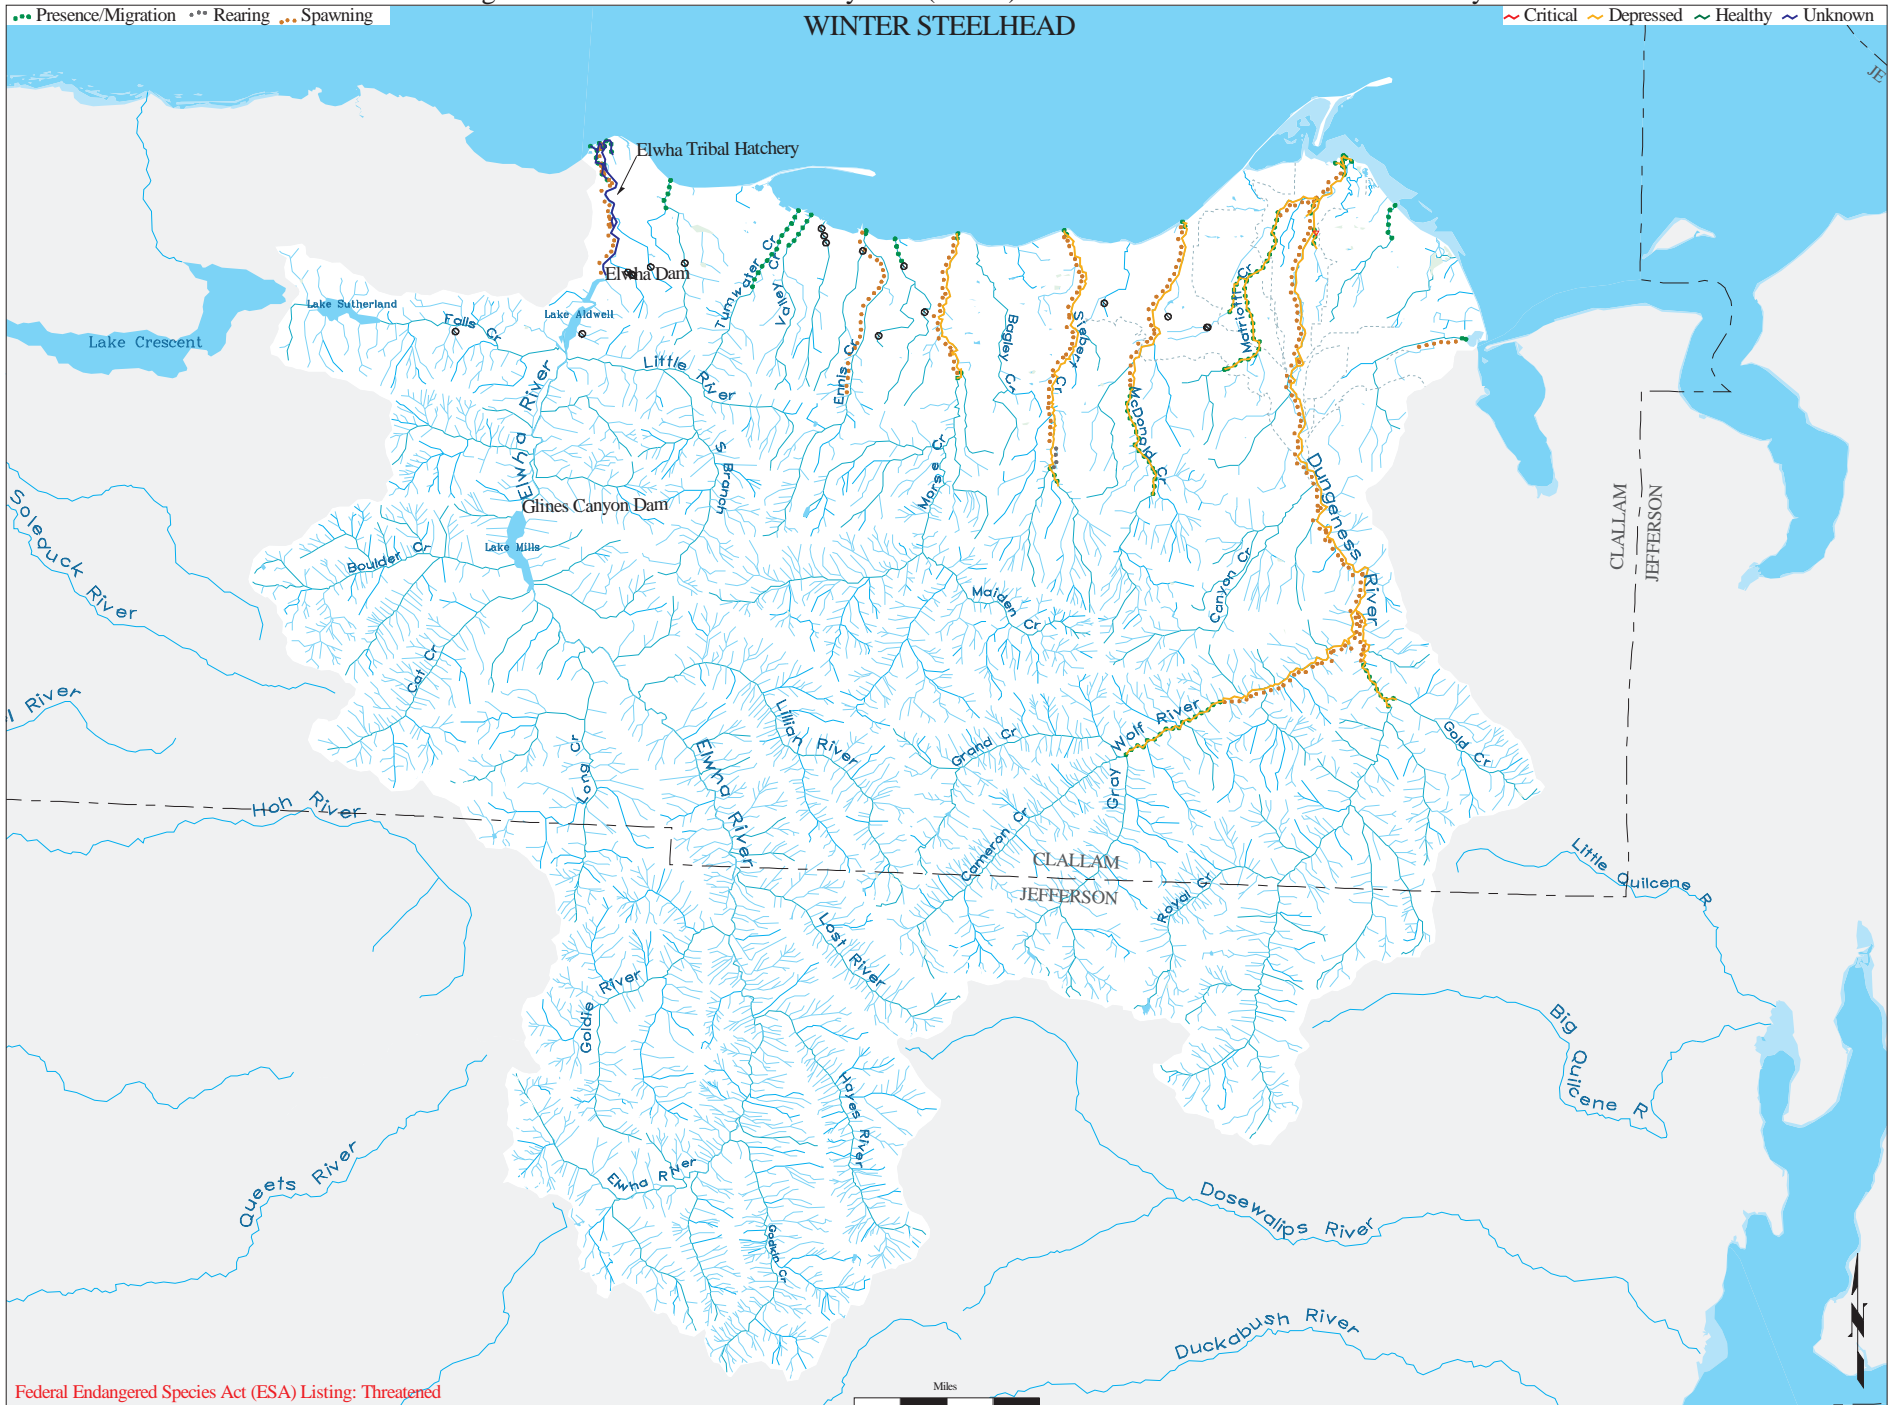 Presence/Migration Rearing Spawning
WINTER STEELHEAD
Critical Depressed Healthy Unknown
JE
Elwha Tribal Hatchery
Elwha Dam
Lake Sutherland
Lake Aldwell
Lake Crescent
Falls Cr
Little River
Tumwater Cr
Valley Cr
Ennis Cr
Bagley Cr
Siebert Cr
McDonald Cr
Matriotti Cr
Elwha River
S Branch
Morse Cr
Dungeness River
Glines Canyon Dam
Lake Mills
Boulder Cr
Soleduck River
CLALLAM
JEFFERSON
Maiden Cr
Canyon Cr
Cat Cr
l River
Lillian River
Elwha River
Long Cr
Grand Cr
Gray Wolf River
Gold Cr
Hoh River
Cameron Cr
CLALLAM
JEFFERSON
Royal Cr
Little Quilcene R
Lost River
Goldie River
Big Quilcene R
Hayes River
Queets River
Elwha River
Godkin Cr
Dosewalips River
Duckabush River
N
Federal Endangered Species Act (ESA) Listing: Threatened
Miles